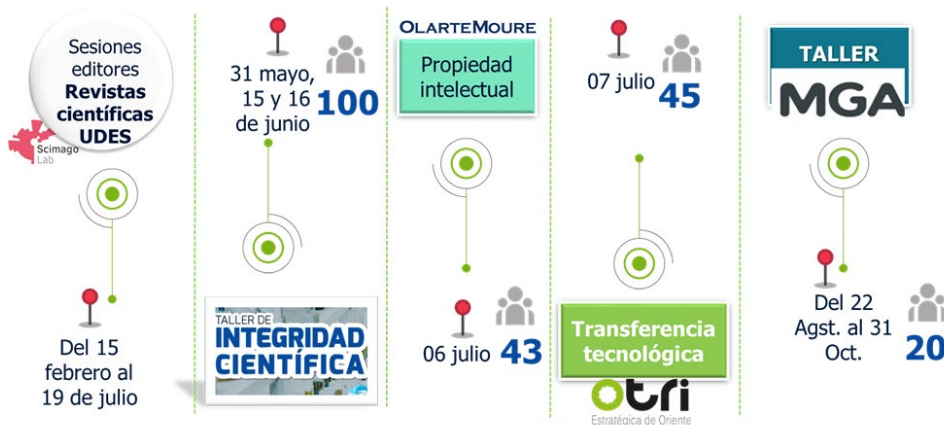 Sesiones
editores
Revistas
científicas
UDES
Scimago
Lab
Del 15
febrero al
19 de julio
31 mayo,
15 y 16
de junio
100
TALLER DE
INTEGRIDAD
CIENTÍFICA
OLARTEMOURE
Propiedad
intelectual
06 julio 43
07 julio 45
Transferencia
tecnológica
otri
Estratégica de Oriente
TALLER
MGA
Del 22
Agst. al 31
Oct.
20